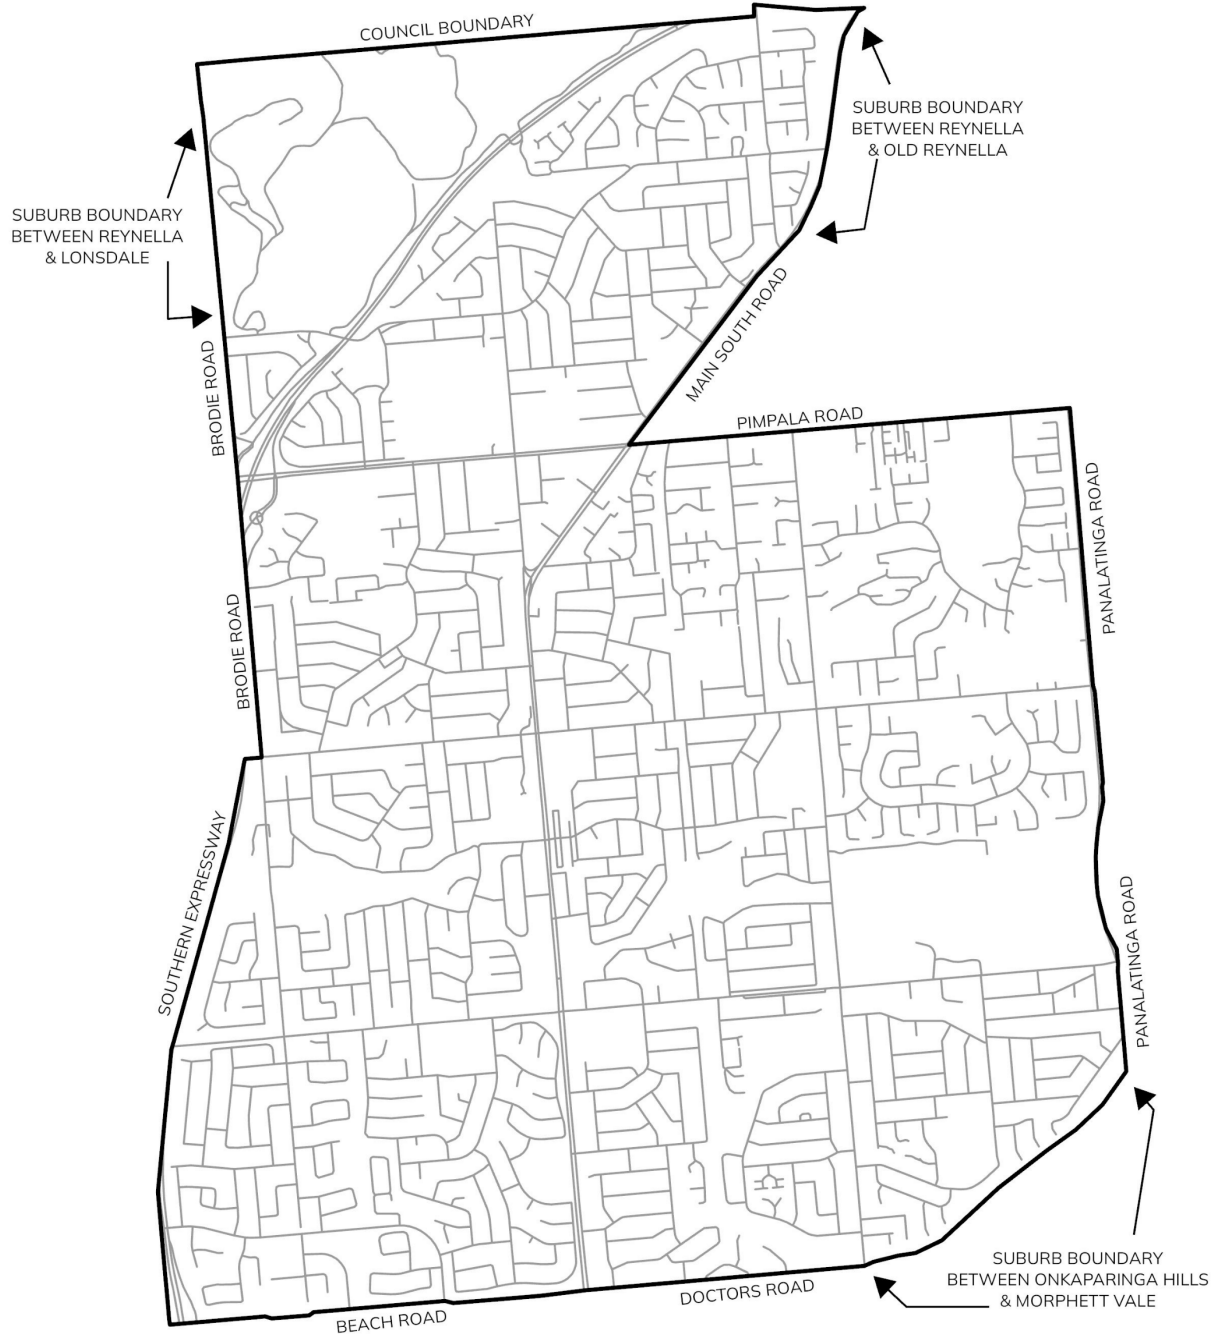 COUNCIL BOUNDARY
SUBURB BOUNDARY
BETWEEN REYNELLA
& OLD REYNELLA
SUBURB BOUNDARY
BETWEEN REYNELLA
& LONSDALE
MAIN SOUTH ROAD
BRODIE ROAD
PIMPALA ROAD
PANALATINGA ROAD
BRODIE ROAD
SOUTHERN EXPRESSWAY
PANALATINGA ROAD
SUBURB BOUNDARY
BETWEEN ONKAPARINGA HILLS
& MORPHETT VALE
DOCTORS ROAD
BEACH ROAD